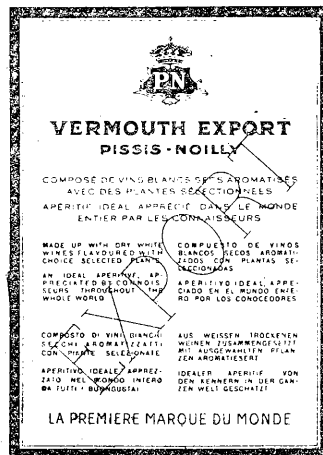 PN
VERMOUTH EXPORT
PISSIS - NOILLY
COMPOSÉ DE VINS BLANCS SECS AROMATISÉS
AVEC DES PLANTES SÉLECTIONNÉES
APÉRITIF IDÉAL APPRÉCIÉ DANS LE MONDE
ENTIER PAR LES CONNAISSEURS
MADE UP WITH DRY WHITE
WINES FLAVOURED WITH
CHOICE SELECTED PLANTS
AN IDEAL APERITIVE, AP-
PRECIATED BY CONNOIS-
SEURS THROUGHOUT THE
WHOLE WORLD
COMPUESTO DE VINOS
BLANCOS SECOS AROMATI-
ZADOS CON PLANTAS SE-
LECCIONADAS
APERITIVO IDEAL, APRE-
CIADO EN EL MUNDO ENTE-
RO POR LOS CONOCEDORES
COMPOSTO DI VINI BIANCHI
SECCHI AROMATIZZATTI
CON PIANTE SELEZIONATE
APERITIVO IDEALE, APPREZ-
ZATO NEL MONDO INTERO
DA TUTTI I BUONGUSTAI
AUS WEISSEN TROCKENEN
WEINEN ZUSAMMENGESETZT
MIT AUSGEWAHLTEN PFLAN
ZEN AROMATISIERT
IDEALER APERITIF VON
DEN KENNERN IN DER GAN-
ZEN WELT GESCHATZT
LA PREMIERE MARQUE DU MONDE